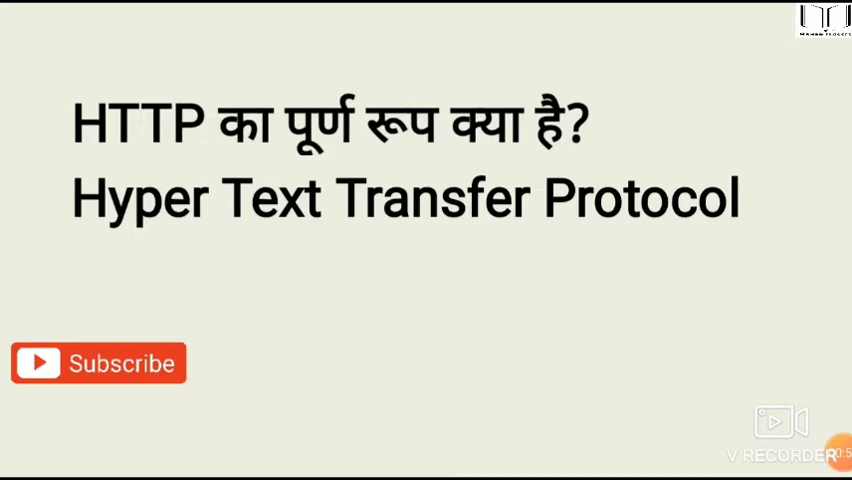 HTTP का पूर्ण रूप क्या है?
Hyper Text Transfer Protocol
Subscribe
V RECORDER